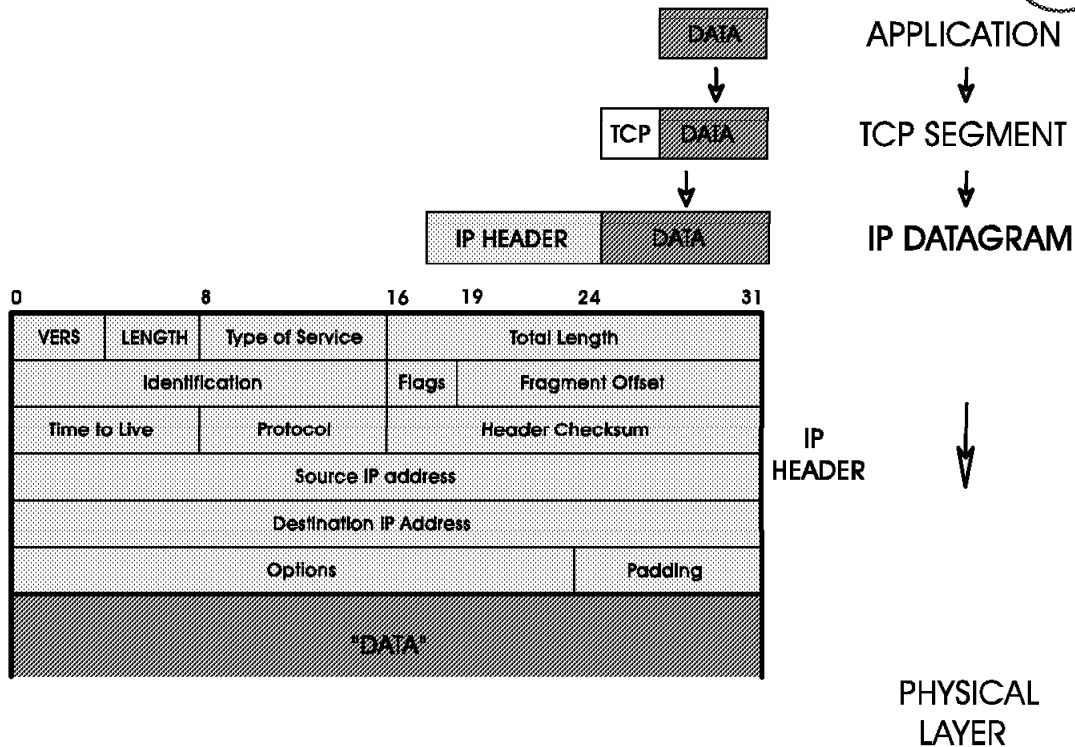 DATA
APPLICATION
TCP DATA
TCP SEGMENT
IP HEADER DATA
IP DATAGRAM
0 8 16 19 24 31
VERS LENGTH Type of Service Total Length
Identification Flags Fragment Offset
Time to Live Protocol Header Checksum
Source IP address
Destination IP Address
Options Padding
"DATA"
IP
HEADER
PHYSICAL
LAYER